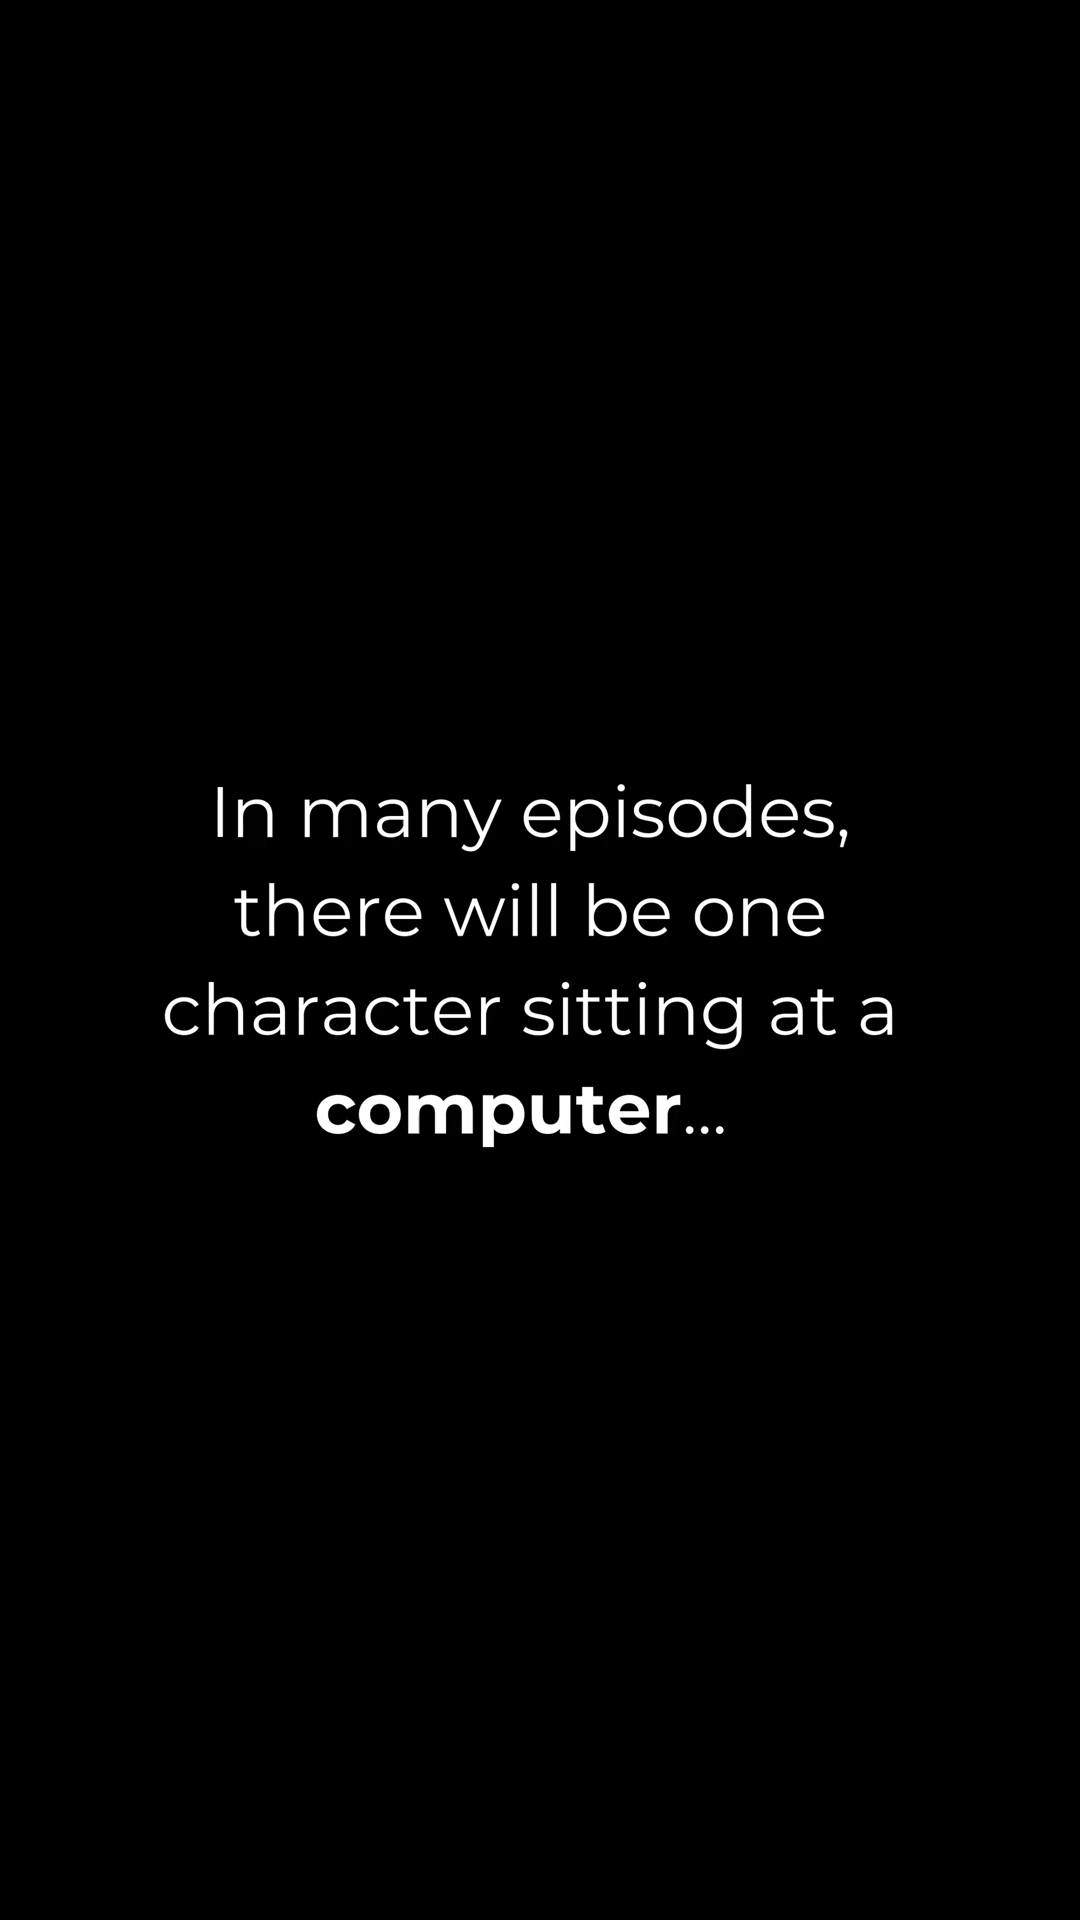 In many episodes,
there will be one
character sitting at a
computer...